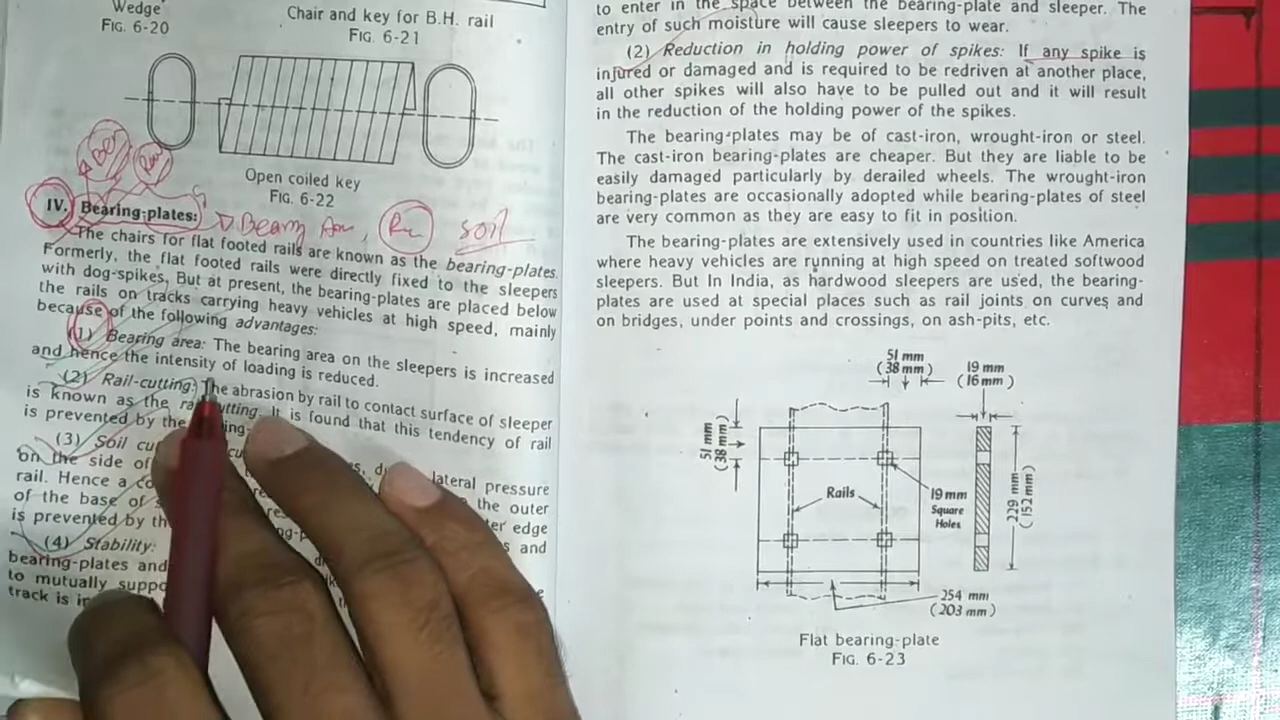 Wedge
FIG. 6-20
Chair and key for B.H. rail
FIG. 6-21
Open coiled key
FIG. 6-22
IV. Bearing-plates:
soil
The chairs for flat footed rails are known as the bearing-plates.
Formerly, the flat footed rails were directly fixed to the sleepers
with dog-spikes. But at present, the bearing-plates are placed below
the rails on tracks carrying heavy vehicles at high speed, mainly
because of the following advantages:
(1) Bearing area: The bearing area on the sleepers is increased
and hence the intensity of loading is reduced.
(2) Rail-cutting: The abrasion by rail to contact surface of sleeper
is known as the cutting. It is found that this tendency of rail
is prevented by the
(3) Soil
on the side of lateral pressure
rail. Hence a the outer
of the base of edge
is prevented by and
(4) Stability:
bearing-plates and
to mutually
track is
to enter in the space between the bearing-plate and sleeper. The
entry of such moisture will cause sleepers to wear.
(2) Reduction in holding power of spikes: If any spike is
injured or damaged and is required to be redriven at another place,
all other spikes will also have to be pulled out and it will result
in the reduction of the holding power of the spikes.
The bearing-plates may be of cast-iron, wrought-iron or steel.
The cast-iron bearing-plates are cheaper. But they are liable to be
easily damaged particularly by derailed wheels. The wrought-iron
bearing-plates are occasionally adopted while bearing-plates of steel
are very common as they are easy to fit in position.
The bearing-plates are extensively used in countries like America
where heavy vehicles are running at high speed on treated softwood
sleepers. But in India, as hardwood sleepers are used, the bearing-
plates are used at special places such as rail joints on curves and
on bridges, under points and crossings, on ash-pits, etc.
51 mm
(38 mm)
19 mm
(16 mm)
51 mm
(38 mm)
Rails
19 mm
Square
Holes
229 mm
(152 mm)
254 mm
(203 mm)
Flat bearing-plate
FIG. 6-23